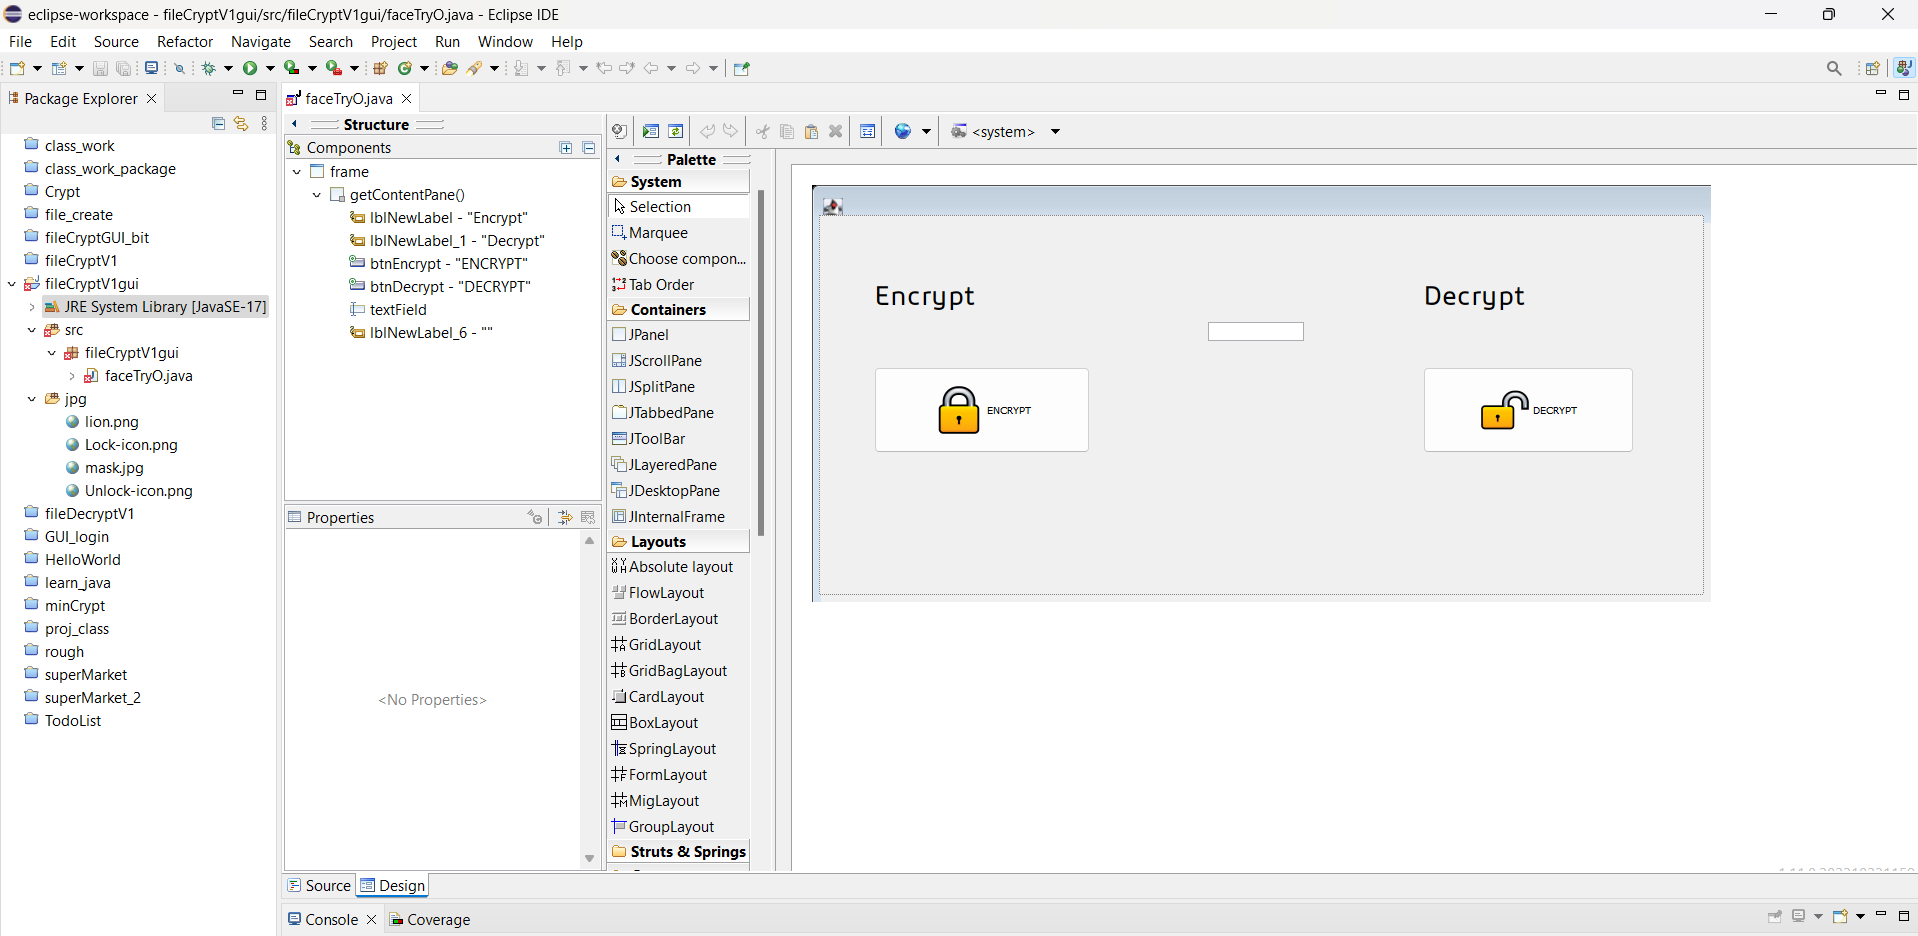 eclipse-workspace - fileCryptV1gui/src/fileCryptV1gui/faceTryO.java - Eclipse IDE
File Edit Source Refactor Navigate Search Project Run Window Help
Package Explorer
class_work
class_work_package
Crypt
file_create
fileCryptGUI_bit
fileCryptV1
fileCryptV1gui
JRE System Library [JavaSE-17]
src
fileCryptV1gui
faceTryO.java
jpg
lion.png
Lock-icon.png
mask.jpg
Unlock-icon.png
fileDecryptV1
GUI_login
HelloWorld
learn_java
minCrypt
proj_class
rough
superMarket
superMarket_2
TodoList
faceTryO.java
Structure
Components
frame
getContentPane()
lblNewLabel - "Encrypt"
lblNewLabel_1 - "Decrypt"
btnEncrypt - "ENCRYPT"
btnDecrypt - "DECRYPT"
textField
lblNewLabel_6 - ""
Properties
<No Properties>
<system>
Palette
System
Selection
Marquee
Choose compon...
Tab Order
Containers
JPanel
JScrollPane
JSplitPane
JTabbedPane
JToolBar
JLayeredPane
JDesktopPane
JInternalFrame
Layouts
Absolute layout
FlowLayout
BorderLayout
GridLayout
GridBagLayout
CardLayout
BoxLayout
SpringLayout
FormLayout
MigLayout
GroupLayout
Struts & Springs
Encrypt
Decrypt
ENCRYPT
DECRYPT
Source Design
Console Coverage